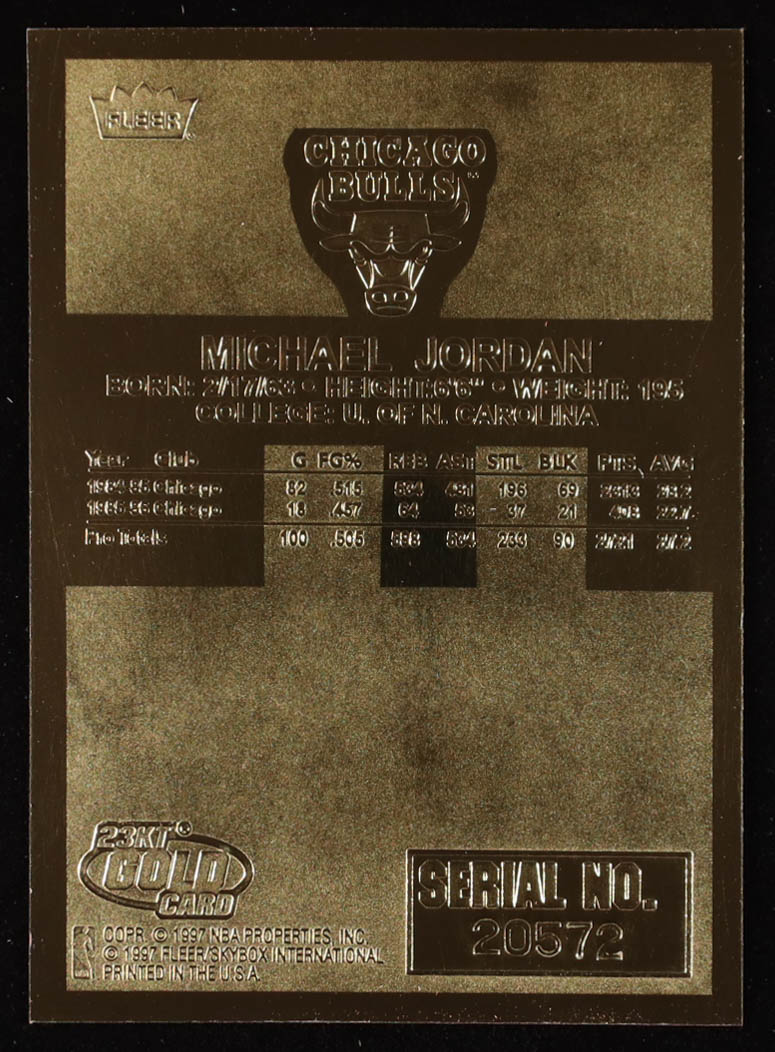 FLEER
CHICAGO
BULLS
MICHAEL JORDAN
BORN: 2/17/63 • HEIGHT:6'6" • WEIGHT: 195
COLLEGE: U. OF N. CAROLINA
Year Club G FG% REB AST STL BLK PTS. AVG
1984-85 Chicago 82 .515 534 481 196 69 2313 28.2
1985-86 Chicago 18 .457 64 53 37 21 408 22.7
Pro Totals 100 .505 598 534 233 90 2721 27.2
23KT®
GOLD
CARD
SERIAL NO.
20572
COPR. © 1997 NBA PROPERTIES, INC.
© 1997 FLEER/SKYBOX INTERNATIONAL
PRINTED IN THE U.S.A.